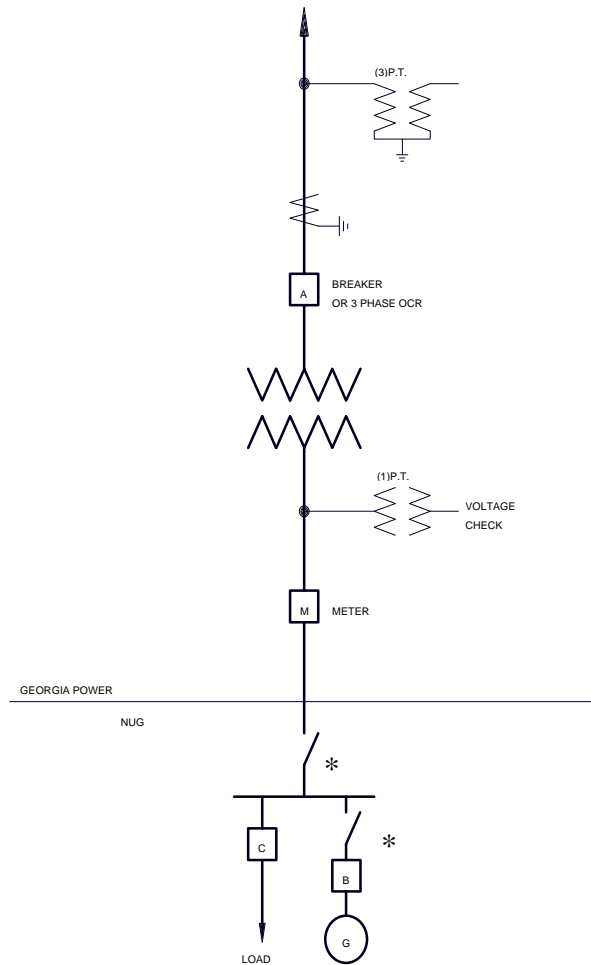 (3)P.T.
A
BREAKER
OR 3 PHASE OCR
(1)P.T.
VOLTAGE
CHECK
M
METER
GEORGIA POWER
NUG
*
*
C
B
G
LOAD